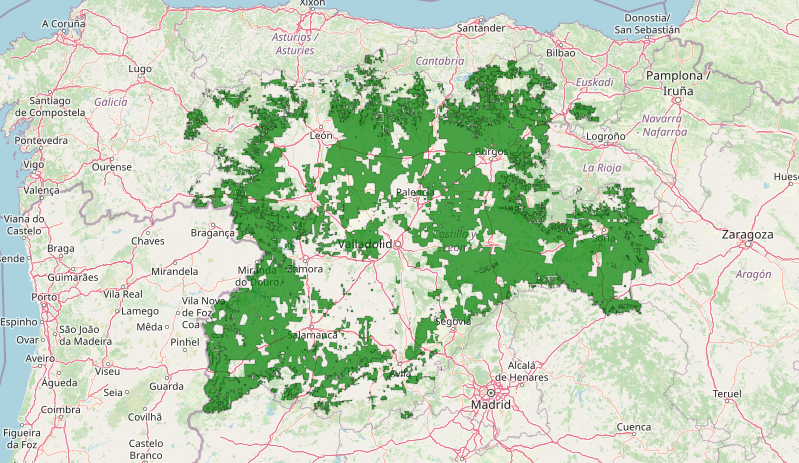 Xixón
A Coruña
Santander
Donostia/
San Sebastián
Asturias /
Asturies
Bilbao
Cantabria
Lugo
Euskadi
Pamplona /
Iruña
Santiago
de Compostela
Galicia
Navarra
- Nafarroa
León
Logroño
Pontevedra
Burgos
Ourense
Vigo
La Rioja
Valença
Palencia
Viana do
Castelo
Bragança
Castilla y
León
Soria
Zaragoza
Braga
Chaves
Valladolid
Guimarães
Mirandela
Miranda
do Douro
Zamora
Aragón
Porto
Vila Real
Vila Nova
de Foz
Coa
Lamego
Espinho
São João
da Madeira
Mêda
Segovia
Ovar
Pinhel
Salamanca
Aveiro
Viseu
Alcalá
de Henares
Ávila
Águeda
Seia
Guarda
Madrid
Teruel
Coimbra
Covilhã
Figueira
da Foz
Castelo
Branco
Cuenca